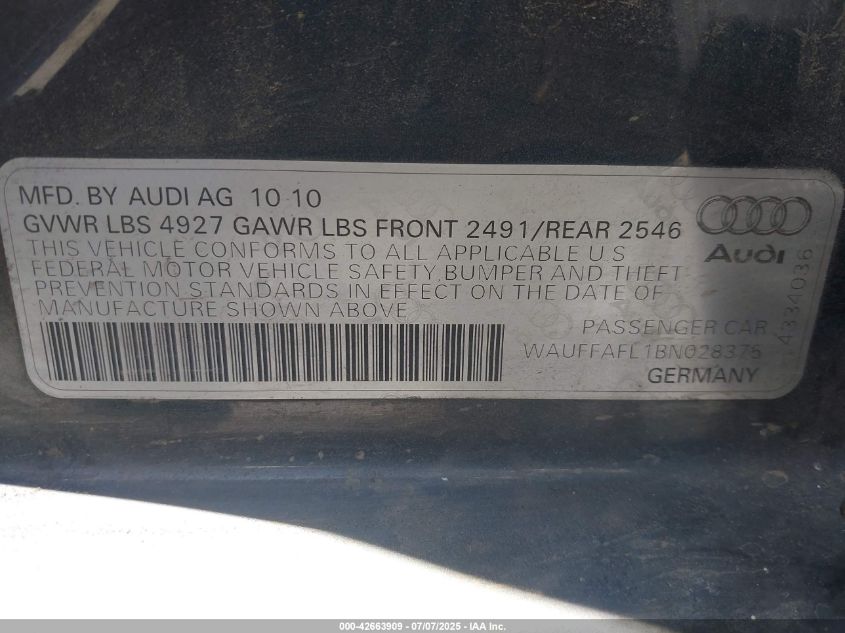 MFD. BY AUDI AG 10 10
GVWR LBS 4927 GAWR LBS FRONT 2491/REAR 2546
THIS VEHICLE CONFORMS TO ALL APPLICABLE U.S
FEDERAL MOTOR VEHICLE SAFETY, BUMPER AND THEFT
PREVENTION STANDARDS IN EFFECT ON THE DATE OF
MANUFACTURE SHOWN ABOVE
Audi
PASSENGER CAR
WAUFFAFL1BN028375
GERMANY
4334036
000-42663909 - 07/07/2025 - IAA Inc.